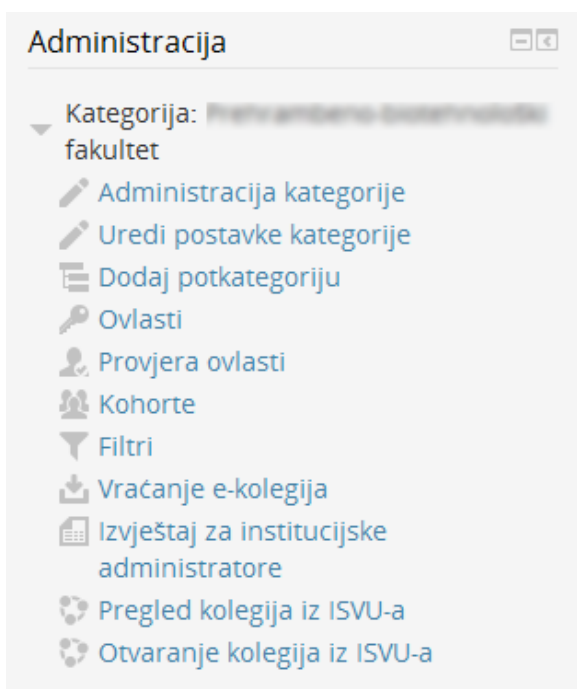 Administracija
Kategorija:
fakultet
Administracija kategorije
Uredi postavke kategorije
Dodaj potkategoriju
Ovlasti
Provjera ovlasti
Kohorte
Filtri
Vraćanje e-kolegija
Izvještaj za institucijske
administratore
Pregled kolegija iz ISVU-a
Otvaranje kolegija iz ISVU-a